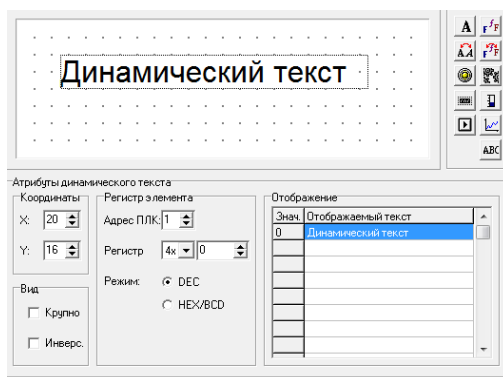 Динамический текст
A
F F
A A
F F
ABC
Атрибуты динамического текста
Координаты
X: 20
Y: 16
Вид
Крупно
Инверс.
Регистр элемента
Адрес ПЛК: 1
Регистр 4x 0
Режим: DEC
HEX/BCD
Отображение
Знач. Отображаемый текст
0 Динамический текст